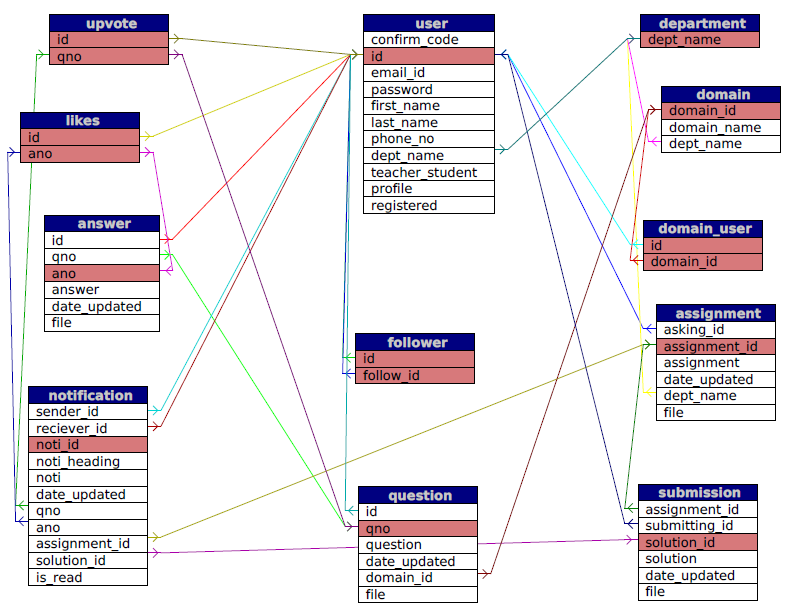 upvote
id
qno
likes
id
ano
answer
id
qno
ano
answer
date_updated
file
notification
sender_id
reciever_id
noti_id
noti_heading
noti
date_updated
qno
ano
assignment_id
solution_id
is_read
user
confirm_code
id
email_id
password
first_name
last_name
phone_no
dept_name
teacher_student
profile
registered
follower
id
follow_id
question
id
qno
question
date_updated
domain_id
file
department
dept_name
domain
domain_id
domain_name
dept_name
domain_user
id
domain_id
assignment
asking_id
assignment_id
assignment
date_updated
dept_name
file
submission
assignment_id
submitting_id
solution_id
solution
date_updated
file